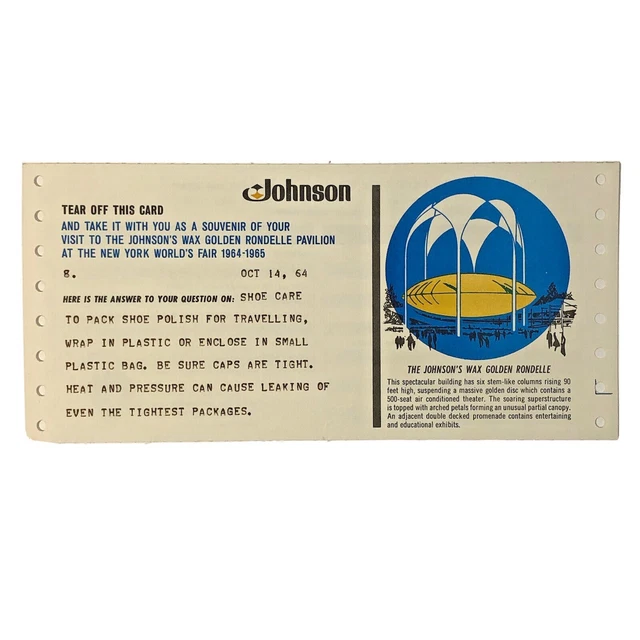 Johnson
TEAR OFF THIS CARD
AND TAKE IT WITH YOU AS A SOUVENIR OF YOUR
VISIT TO THE JOHNSON'S WAX GOLDEN RONDELLE PAVILION
AT THE NEW YORK WORLD'S FAIR 1964-1965
8. OCT 14, 64
HERE IS THE ANSWER TO YOUR QUESTION ON: SHOE CARE
TO PACK SHOE POLISH FOR TRAVELLING,
WRAP IN PLASTIC OR ENCLOSE IN SMALL
PLASTIC BAG. BE SURE CAPS ARE TIGHT.
HEAT AND PRESSURE CAN CAUSE LEAKING OF
EVEN THE TIGHTEST PACKAGES.
THE JOHNSON'S WAX GOLDEN RONDELLE
This spectacular building has six stem-like columns rising 90
feet high, suspending a massive golden disc which contains a
500-seat air conditioned theater. The soaring superstructure
is topped with arched petals forming an unusual partial canopy.
An adjacent double decked promenade contains entertaining
and educational exhibits.